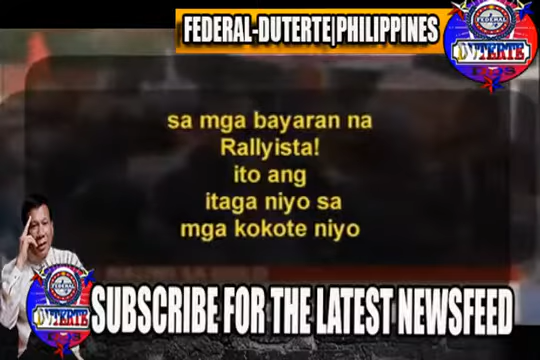 FEDERAL-DUTERTE|PHILIPPINES
FEDERAL
DUTERTE
sa mga bayaran na
Rallyista!
ito ang
itaga niyo sa
mga kokote niyo
FEDERAL
DUTERTE
SUBSCRIBE FOR THE LATEST NEWSFEED